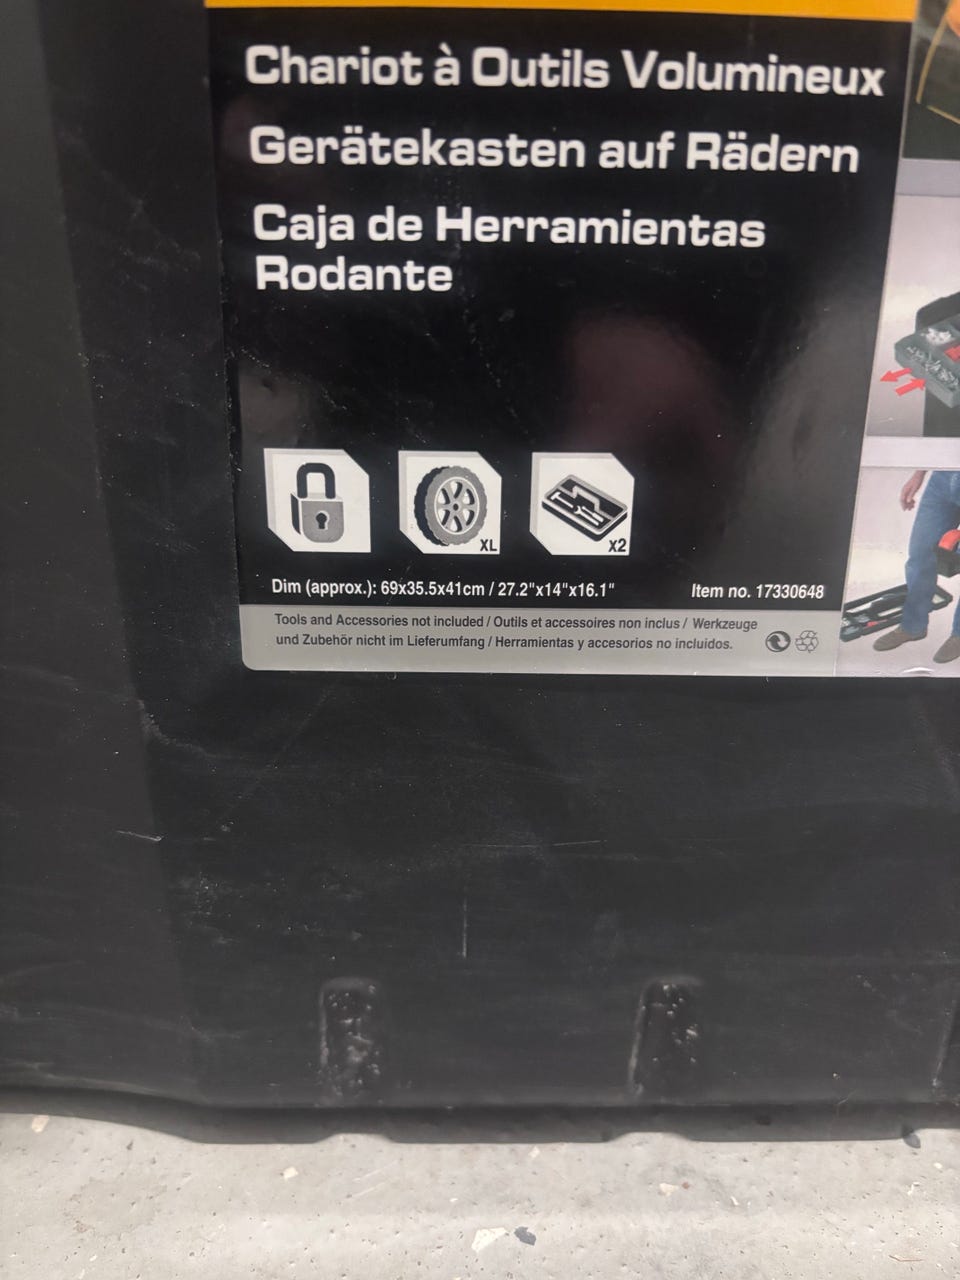 Chariot à Outils Volumineux
Gerätekasten auf Rädern
Caja de Herramientas
Rodante
XL
x2
Dim (approx.): 69x35.5x41cm / 27.2"x14"x16.1"
Item no. 17330648
Tools and Accessories not included / Outils et accessoires non inclus / Werkzeuge
und Zubehör nicht im Lieferumfang / Herramientas y accesorios no incluidos.